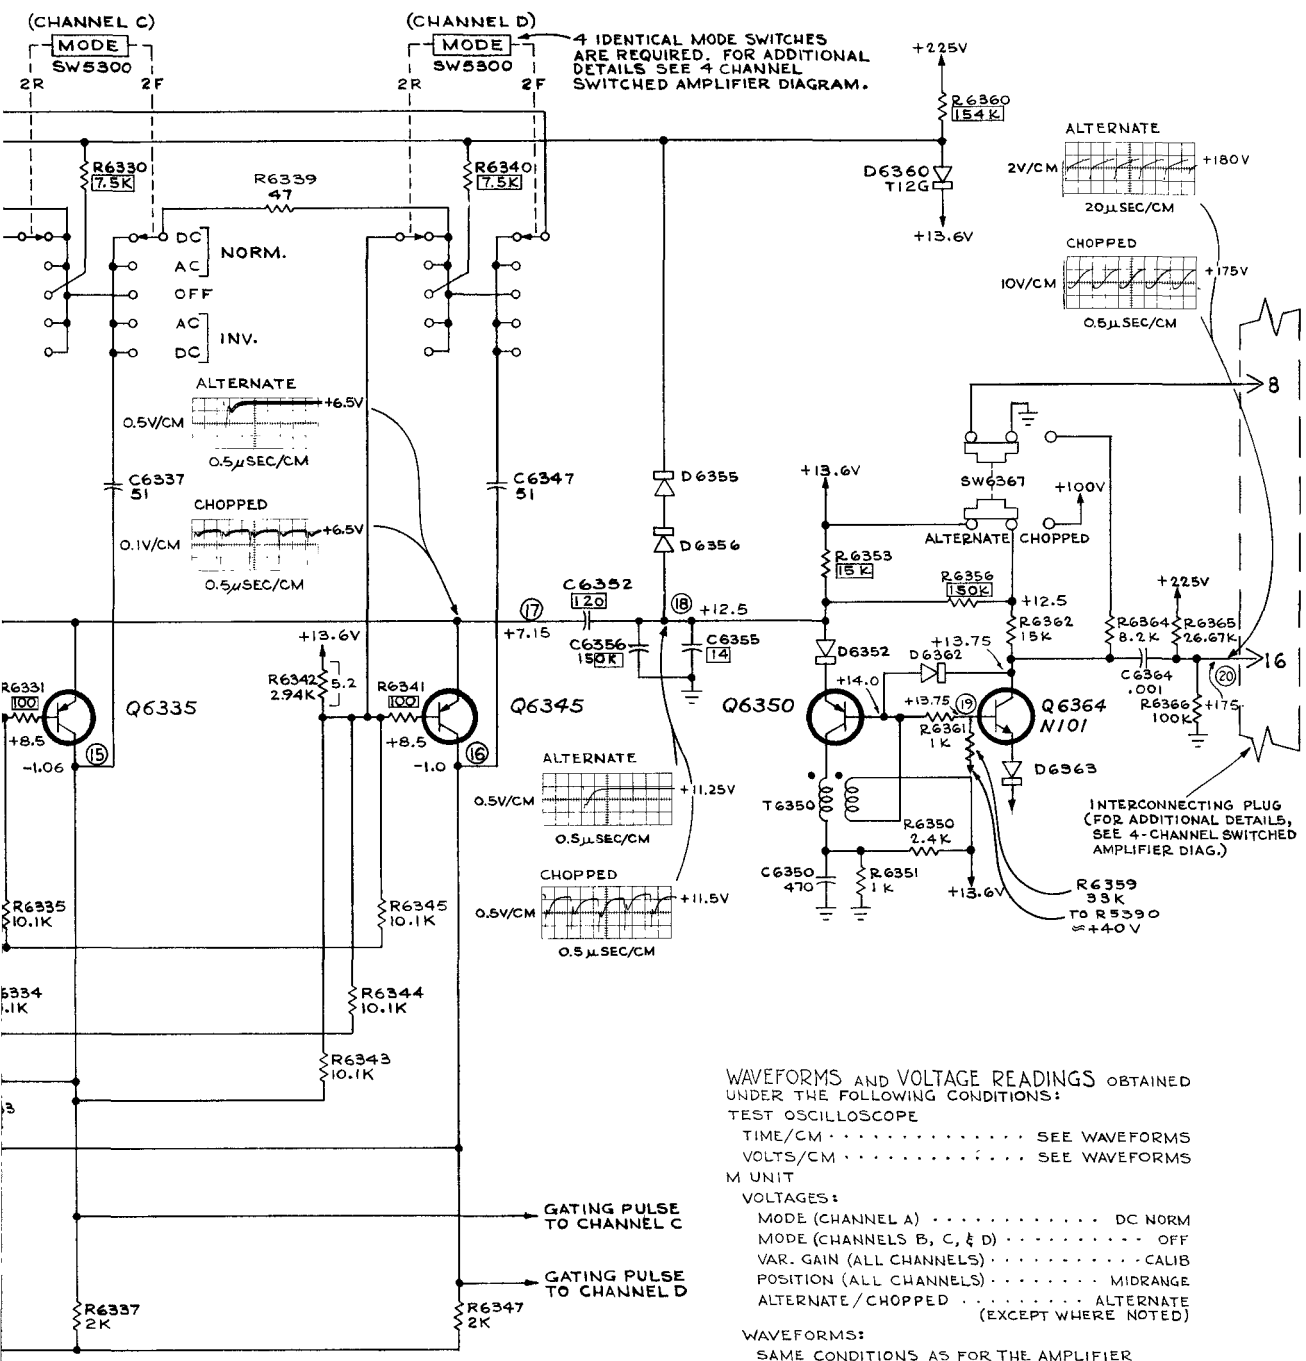 (CHANNEL C)
MODE
SW5300
2R
2F
(CHANNEL D)
MODE
SW5300
2R
2F
4 IDENTICAL MODE SWITCHES
ARE REQUIRED. FOR ADDITIONAL
DETAILS SEE 4 CHANNEL
SWITCHED AMPLIFIER DIAGRAM.
+225V
R6360
154K
D6360
T12G
+13.6V
ALTERNATE
2V/CM
+180V
20µSEC/CM
CHOPPED
10V/CM
+175V
0.5µSEC/CM
R6330
7.5K
R6339
47
R6340
7.5K
DC
AC
NORM.
OFF
AC
DC
INV.
ALTERNATE
0.5V/CM
+6.5V
0.5µSEC/CM
C6337
51
CHOPPED
0.1V/CM
+6.5V
0.5µSEC/CM
C6347
51
D6355
D6356
8
SW6367
+100V
ALTERNATE
CHOPPED
+13.6V
R6353
15K
R6356
150K
+12.5
R6362
15K
R6364
8.2K
+225V
R6365
26.67K
16
C6364
.001
R6366
100K
20
+175
C6352
120
17
+7.15
18
+12.5
C6356
150K
C6355
14
+13.6V
R6342
294K
5.2
R6331
100
Q6335
+8.5
15
-1.06
R6341
100
Q6345
+8.5
16
-1.0
D6352
+14.0
D6362
+13.75
+13.75
19
R6361
1K
Q6350
Q6364
N101
D6363
T6350
R6350
2.4K
C6350
470
R6351
1K
+13.6V
R6359
33K
TO R5390
≈+40V
INTERCONNECTING PLUG
(FOR ADDITIONAL DETAILS,
SEE 4-CHANNEL SWITCHED
AMPLIFIER DIAG.)
ALTERNATE
0.5V/CM
+11.25V
0.5µSEC/CM
CHOPPED
0.5V/CM
+11.5V
0.5µSEC/CM
R6335
10.1K
R6345
10.1K
6334
.1K
R6344
10.1K
R6343
10.1K
3
GATING PULSE
TO CHANNEL C
GATING PULSE
TO CHANNEL D
R6337
2K
R6347
2K
WAVEFORMS AND VOLTAGE READINGS OBTAINED
UNDER THE FOLLOWING CONDITIONS:
TEST OSCILLOSCOPE
TIME/CM · · · · · · · · · · · · · SEE WAVEFORMS
VOLTS/CM · · · · · · · · · · · · SEE WAVEFORMS
M UNIT
VOLTAGES:
MODE (CHANNEL A) · · · · · · · · · · · · DC NORM
MODE (CHANNELS B, C, & D) · · · · · · · · · · OFF
VAR. GAIN (ALL CHANNELS) · · · · · · · · · · · CALIB
POSITION (ALL CHANNELS) · · · · · · · · MIDRANGE
ALTERNATE/CHOPPED · · · · · · · · · ALTERNATE
(EXCEPT WHERE NOTED)
WAVEFORMS:
SAME CONDITIONS AS FOR THE AMPLIFIER